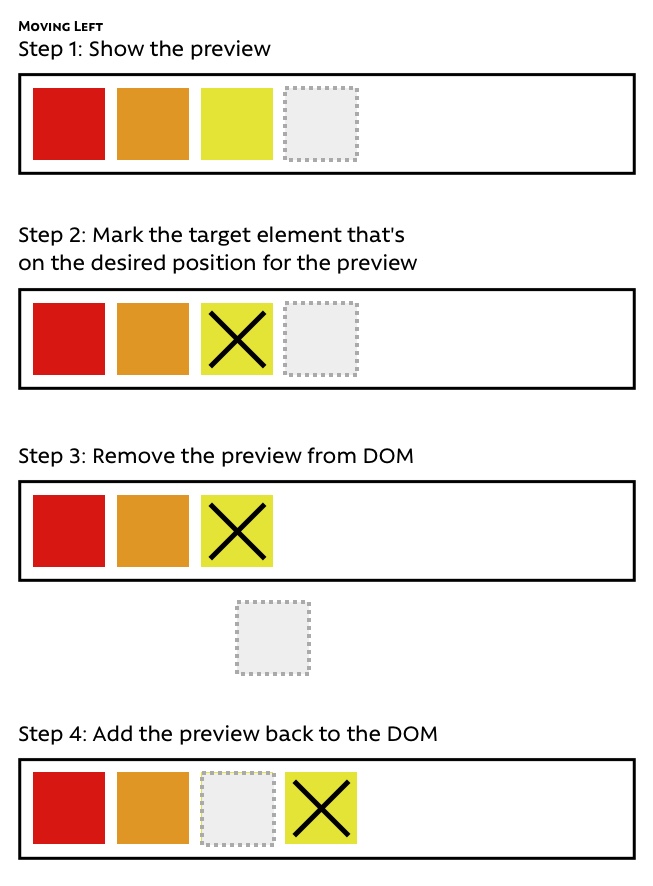 Moving Left
Step 1: Show the preview
Step 2: Mark the target element that's
on the desired position for the preview
Step 3: Remove the preview from DOM
Step 4: Add the preview back to the DOM